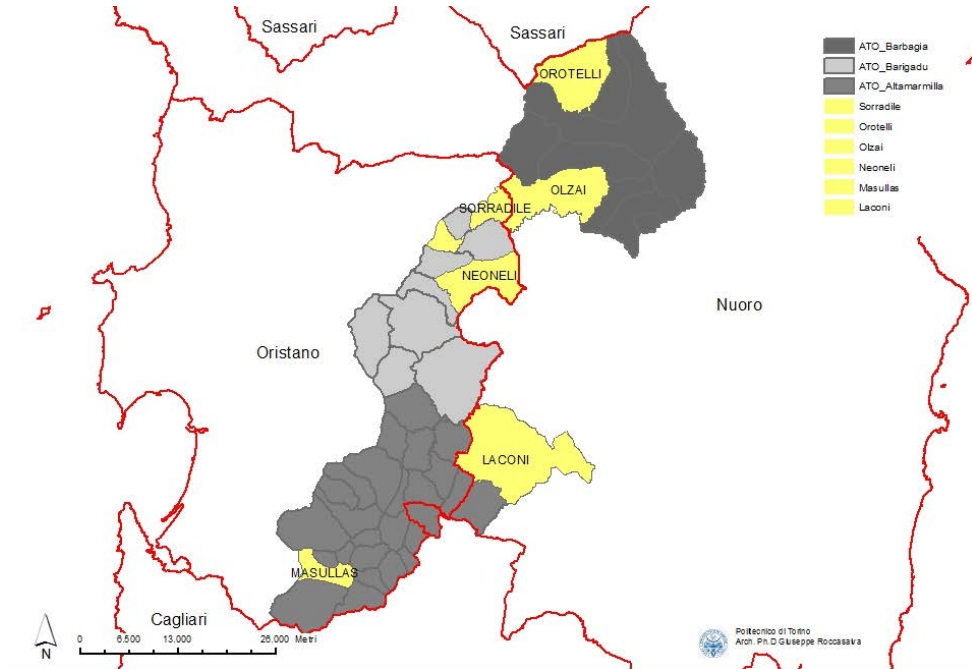 Sassari
Sassari
OROTELLI
ATO_Barbagia
ATO_Barigadu
ATO_Altamarmilla
Sorradile
Orotelli
Olzai
Neoneli
Masullas
Laconi
OLZAI
SORRADILE
NEONELI
Nuoro
Oristano
LACONI
MASULLAS
Cagliari
N
0 6.500 13.000 26.000 Metri
Politecnico di Torino
Arch. Ph.D Giuseppe Roccasalva